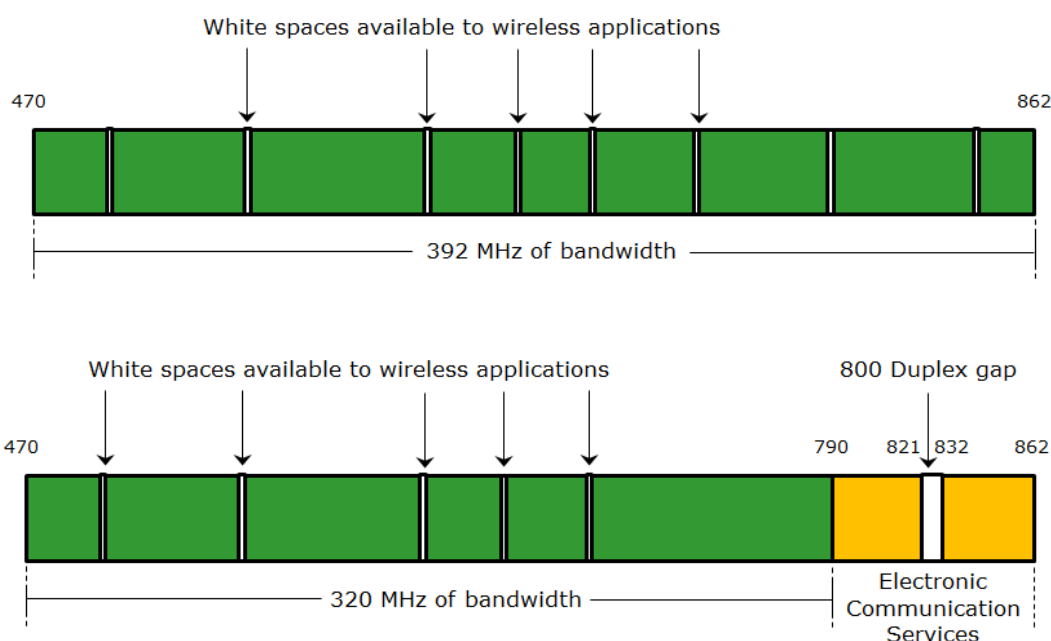 White spaces available to wireless applications
470 862
392 MHz of bandwidth
White spaces available to wireless applications 800 Duplex gap
470 790 821 832 862
320 MHz of bandwidth
Electronic
Communication
Services